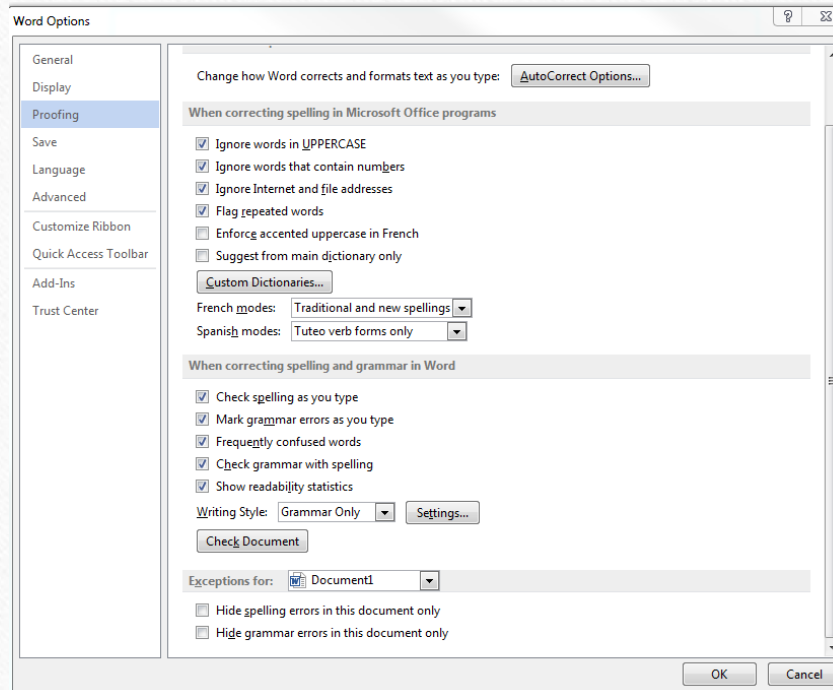 Word Options
General
Display
Proofing
Save
Language
Advanced
Customize Ribbon
Quick Access Toolbar
Add-Ins
Trust Center
Change how Word corrects and formats text as you type: AutoCorrect Options...
When correcting spelling in Microsoft Office programs
Ignore words in UPPERCASE
Ignore words that contain numbers
Ignore Internet and file addresses
Flag repeated words
Enforce accented uppercase in French
Suggest from main dictionary only
Custom Dictionaries...
French modes: Traditional and new spellings
Spanish modes: Tuteo verb forms only
When correcting spelling and grammar in Word
Check spelling as you type
Mark grammar errors as you type
Frequently confused words
Check grammar with spelling
Show readability statistics
Writing Style: Grammar Only Settings...
Check Document
Exceptions for: Document1
Hide spelling errors in this document only
Hide grammar errors in this document only
OK Cancel